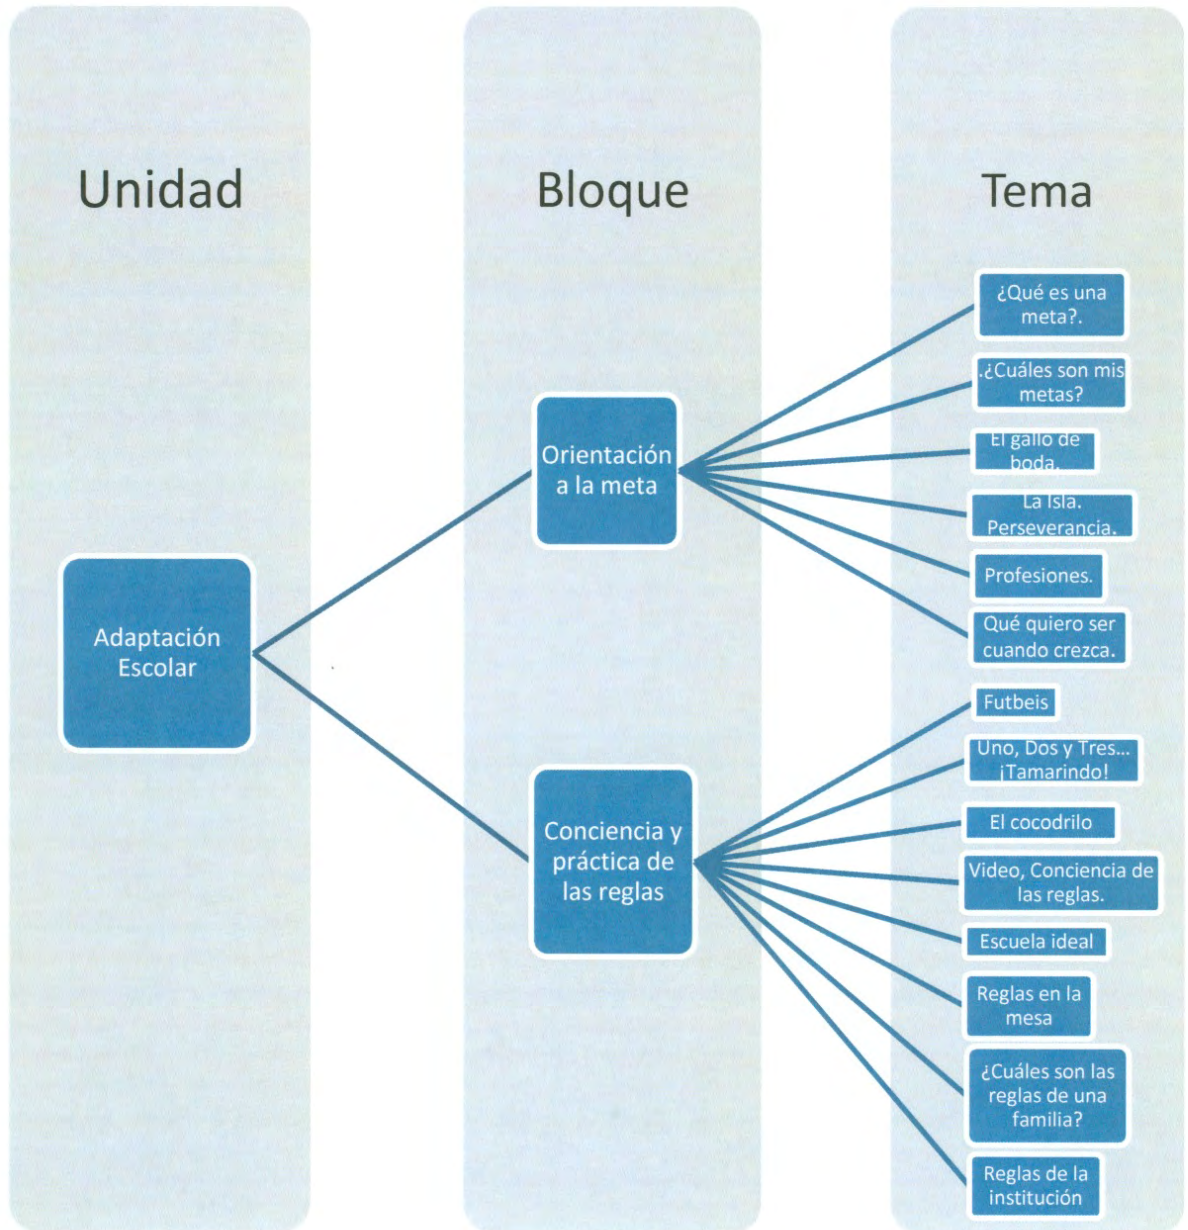 Unidad
Bloque
Tema
Adaptación
Escolar
Orientación
a la meta
Conciencia y
práctica de
las reglas
¿Qué es una
meta?.
.¿Cuáles son mis
metas?
El gallo de
boda.
La Isla.
Perseverancia.
Profesiones.
Qué quiero ser
cuando crezca.
Futbeis
Uno, Dos y Tres...
¡Tamarindo!
El cocodrilo
Video, Conciencia de
las reglas.
Escuela ideal
Reglas en la
mesa
¿Cuáles son las
reglas de una
familia?
Reglas de la
institución